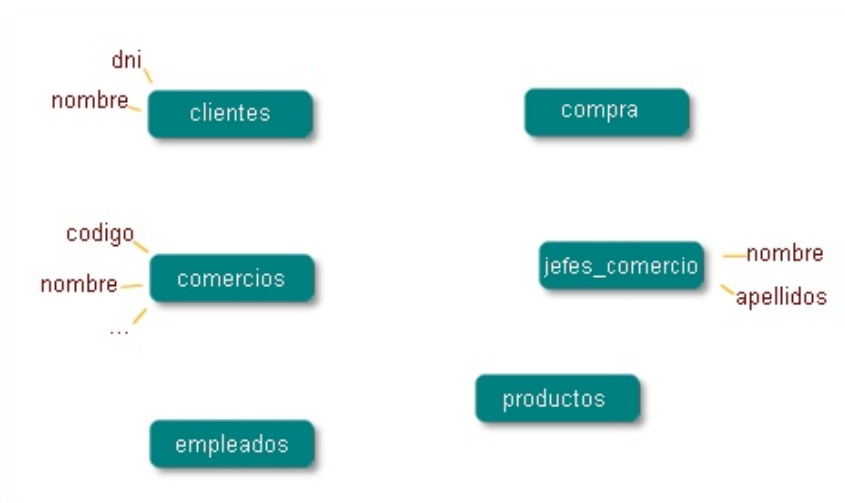 dni
nombre
clientes
compra
codigo
nombre
...
comercios
jefes_comercio
nombre
apellidos
productos
empleados